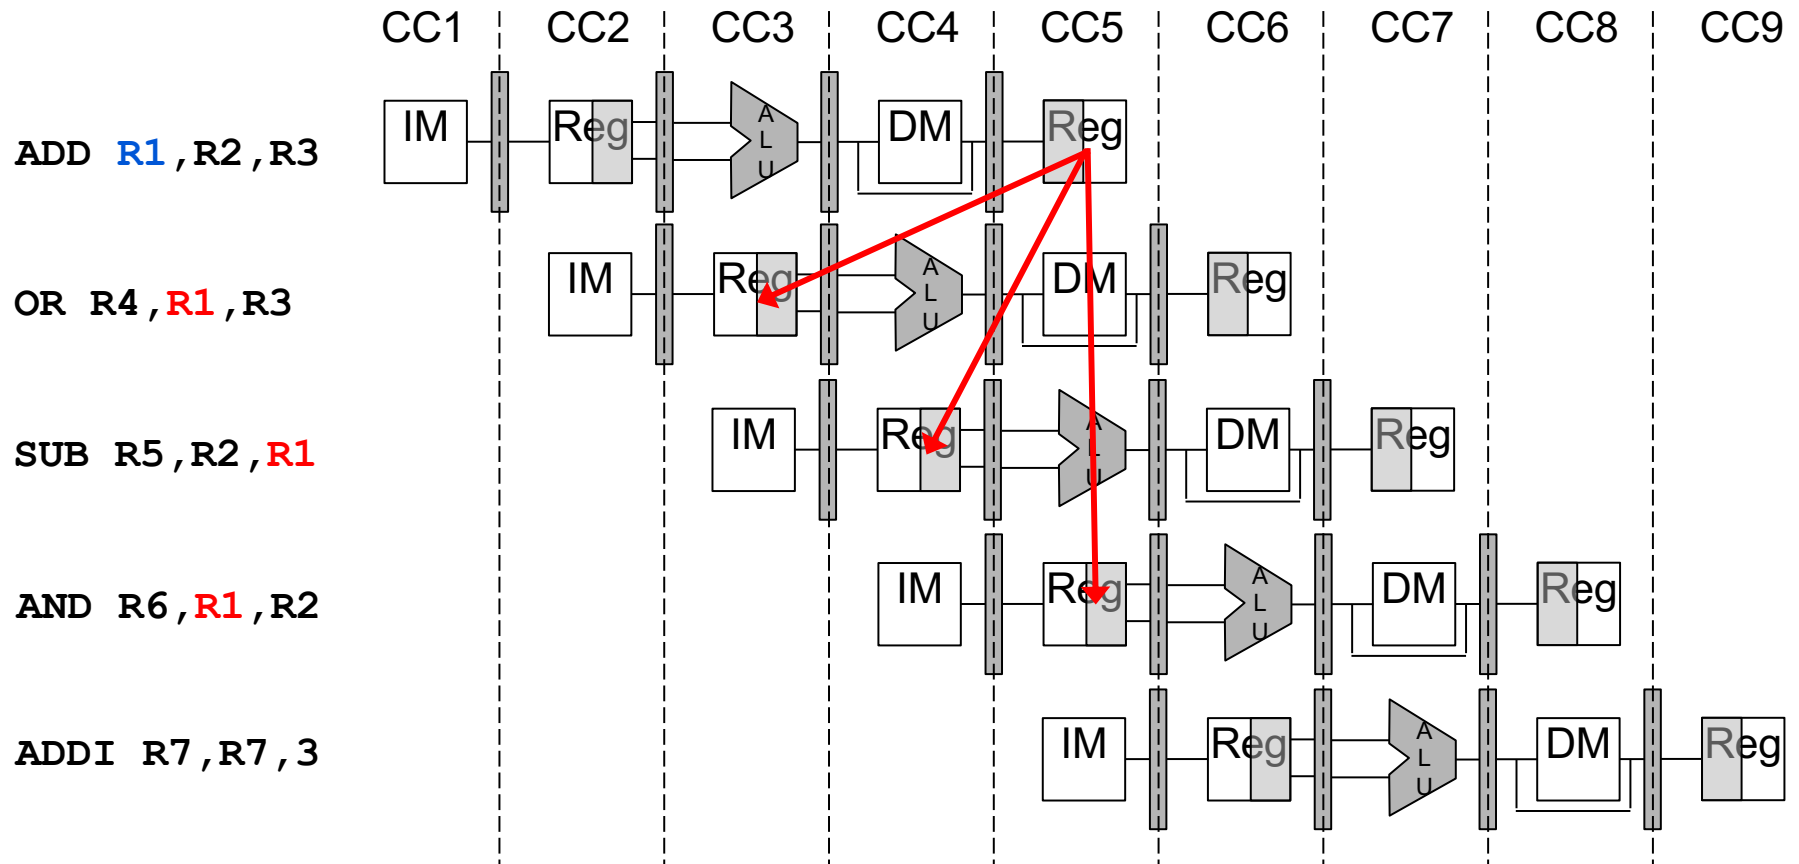 CC1 CC2 CC3 CC4 CC5 CC6 CC7 CC8 CC9
ADD R1,R2,R3 IM Reg ALU DM Reg
OR R4,R1,R3 IM Reg ALU DM Reg
SUB R5,R2,R1 IM Reg ALU DM Reg
AND R6,R1,R2 IM Reg ALU DM Reg
ADDI R7,R7,3 IM Reg ALU DM Reg